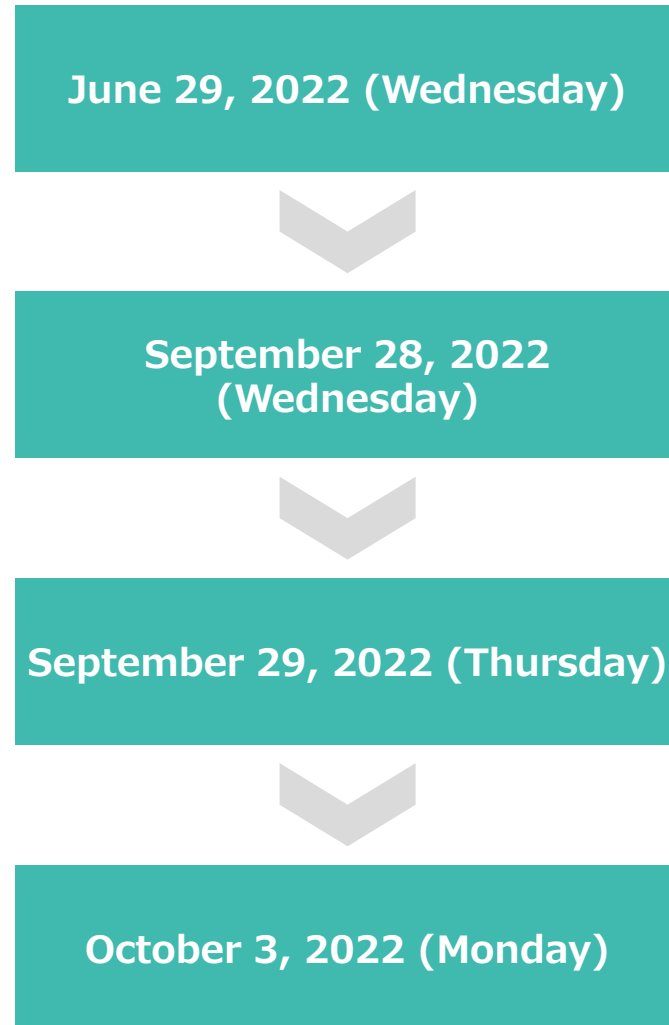 June 29, 2022 (Wednesday)
September 28, 2022
(Wednesday)
September 29, 2022 (Thursday)
October 3, 2022 (Monday)